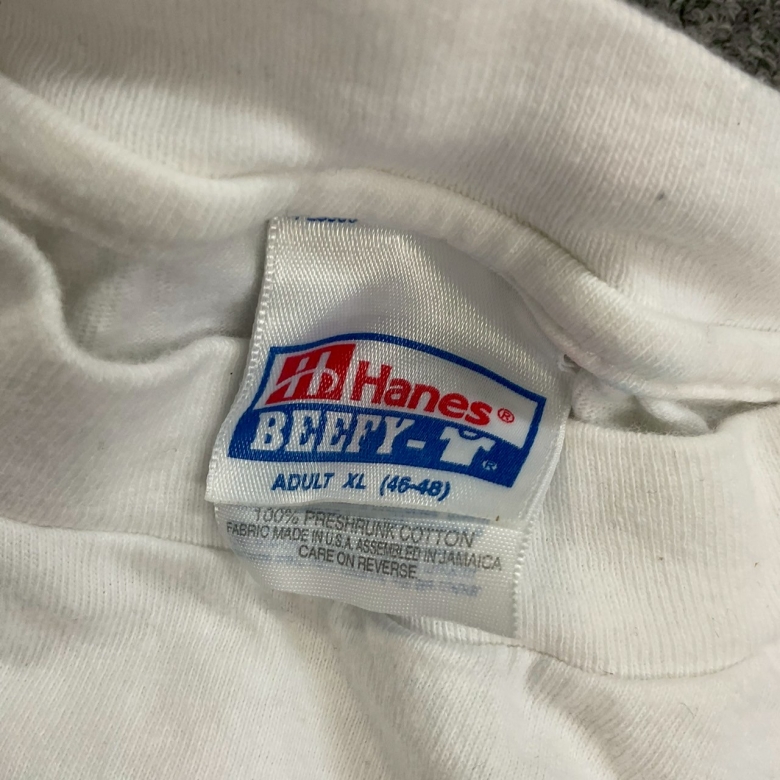 Hanes®
BEEFY-®
ADULT XL (46-48)
100% PRESHRUNK COTTON
FABRIC MADE IN U.S.A. ASSEMBLED IN JAMAICA
CARE ON REVERSE